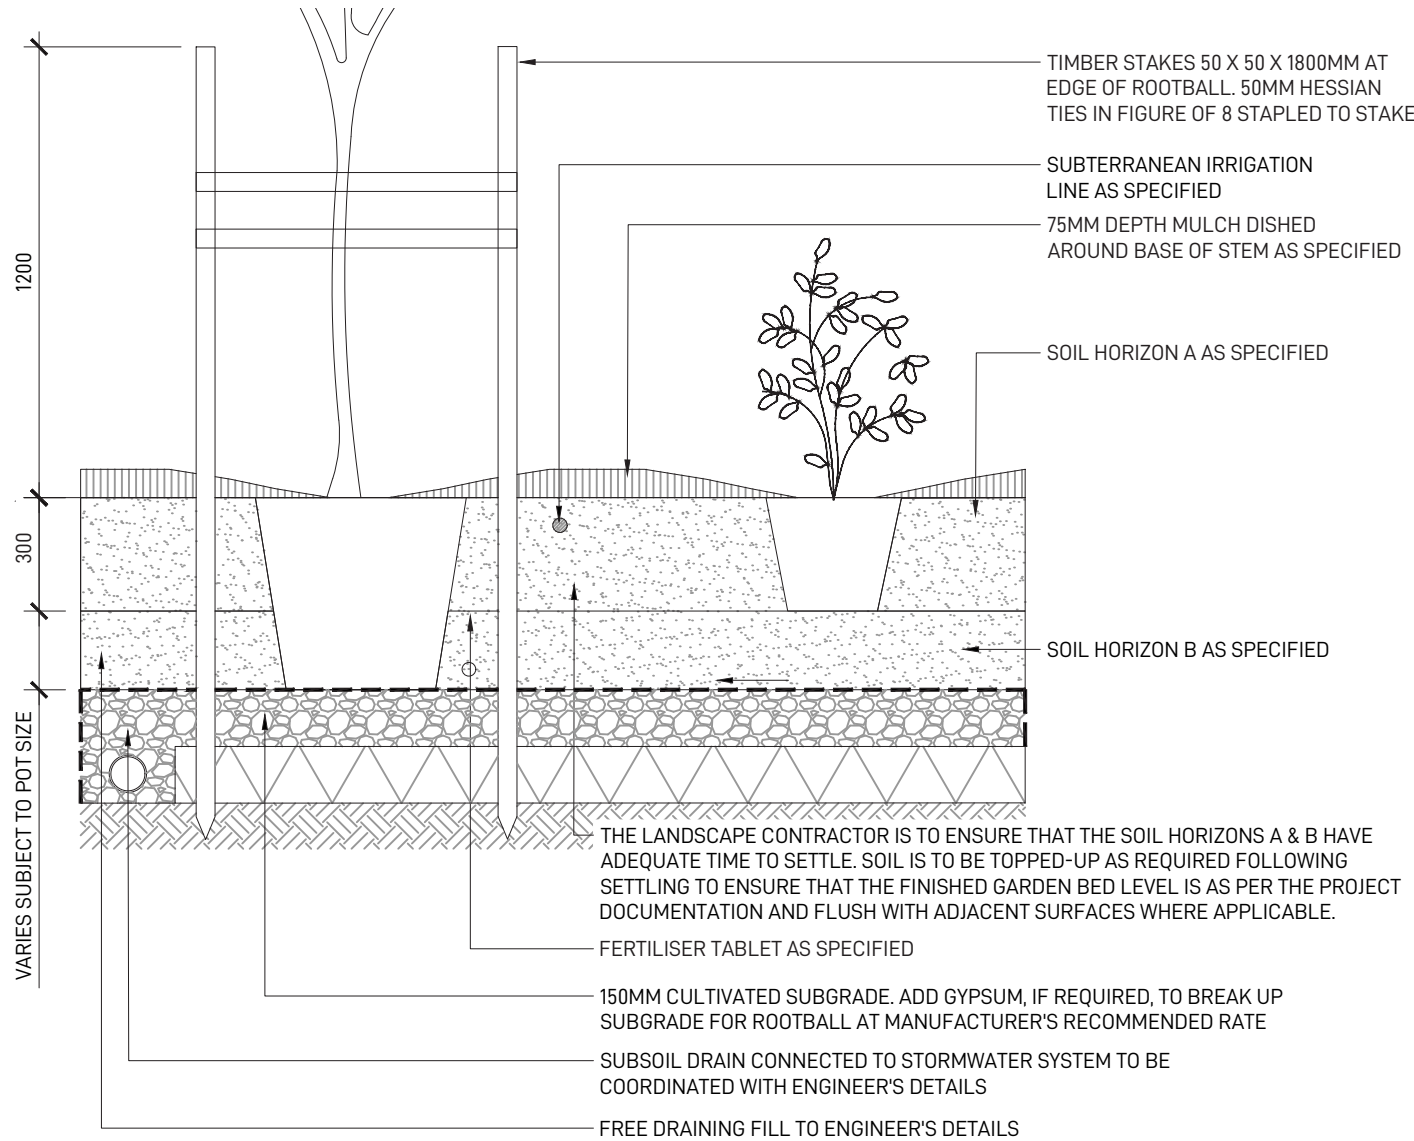 TIMBER STAKES 50 X 50 X 1800MM AT
EDGE OF ROOTBALL. 50MM HESSIAN
TIES IN FIGURE OF 8 STAPLED TO STAKE
SUBTERRANEAN IRRIGATION
LINE AS SPECIFIED
75MM DEPTH MULCH DISHED
AROUND BASE OF STEM AS SPECIFIED
1200
SOIL HORIZON A AS SPECIFIED
300
SOIL HORIZON B AS SPECIFIED
VARIES SUBJECT TO POT SIZE
THE LANDSCAPE CONTRACTOR IS TO ENSURE THAT THE SOIL HORIZONS A & B HAVE
ADEQUATE TIME TO SETTLE. SOIL IS TO BE TOPPED-UP AS REQUIRED FOLLOWING
SETTLING TO ENSURE THAT THE FINISHED GARDEN BED LEVEL IS AS PER THE PROJECT
DOCUMENTATION AND FLUSH WITH ADJACENT SURFACES WHERE APPLICABLE.
FERTILISER TABLET AS SPECIFIED
150MM CULTIVATED SUBGRADE. ADD GYPSUM, IF REQUIRED, TO BREAK UP
SUBGRADE FOR ROOTBALL AT MANUFACTURER'S RECOMMENDED RATE
SUBSOIL DRAIN CONNECTED TO STORMWATER SYSTEM TO BE
COORDINATED WITH ENGINEER'S DETAILS
FREE DRAINING FILL TO ENGINEER'S DETAILS